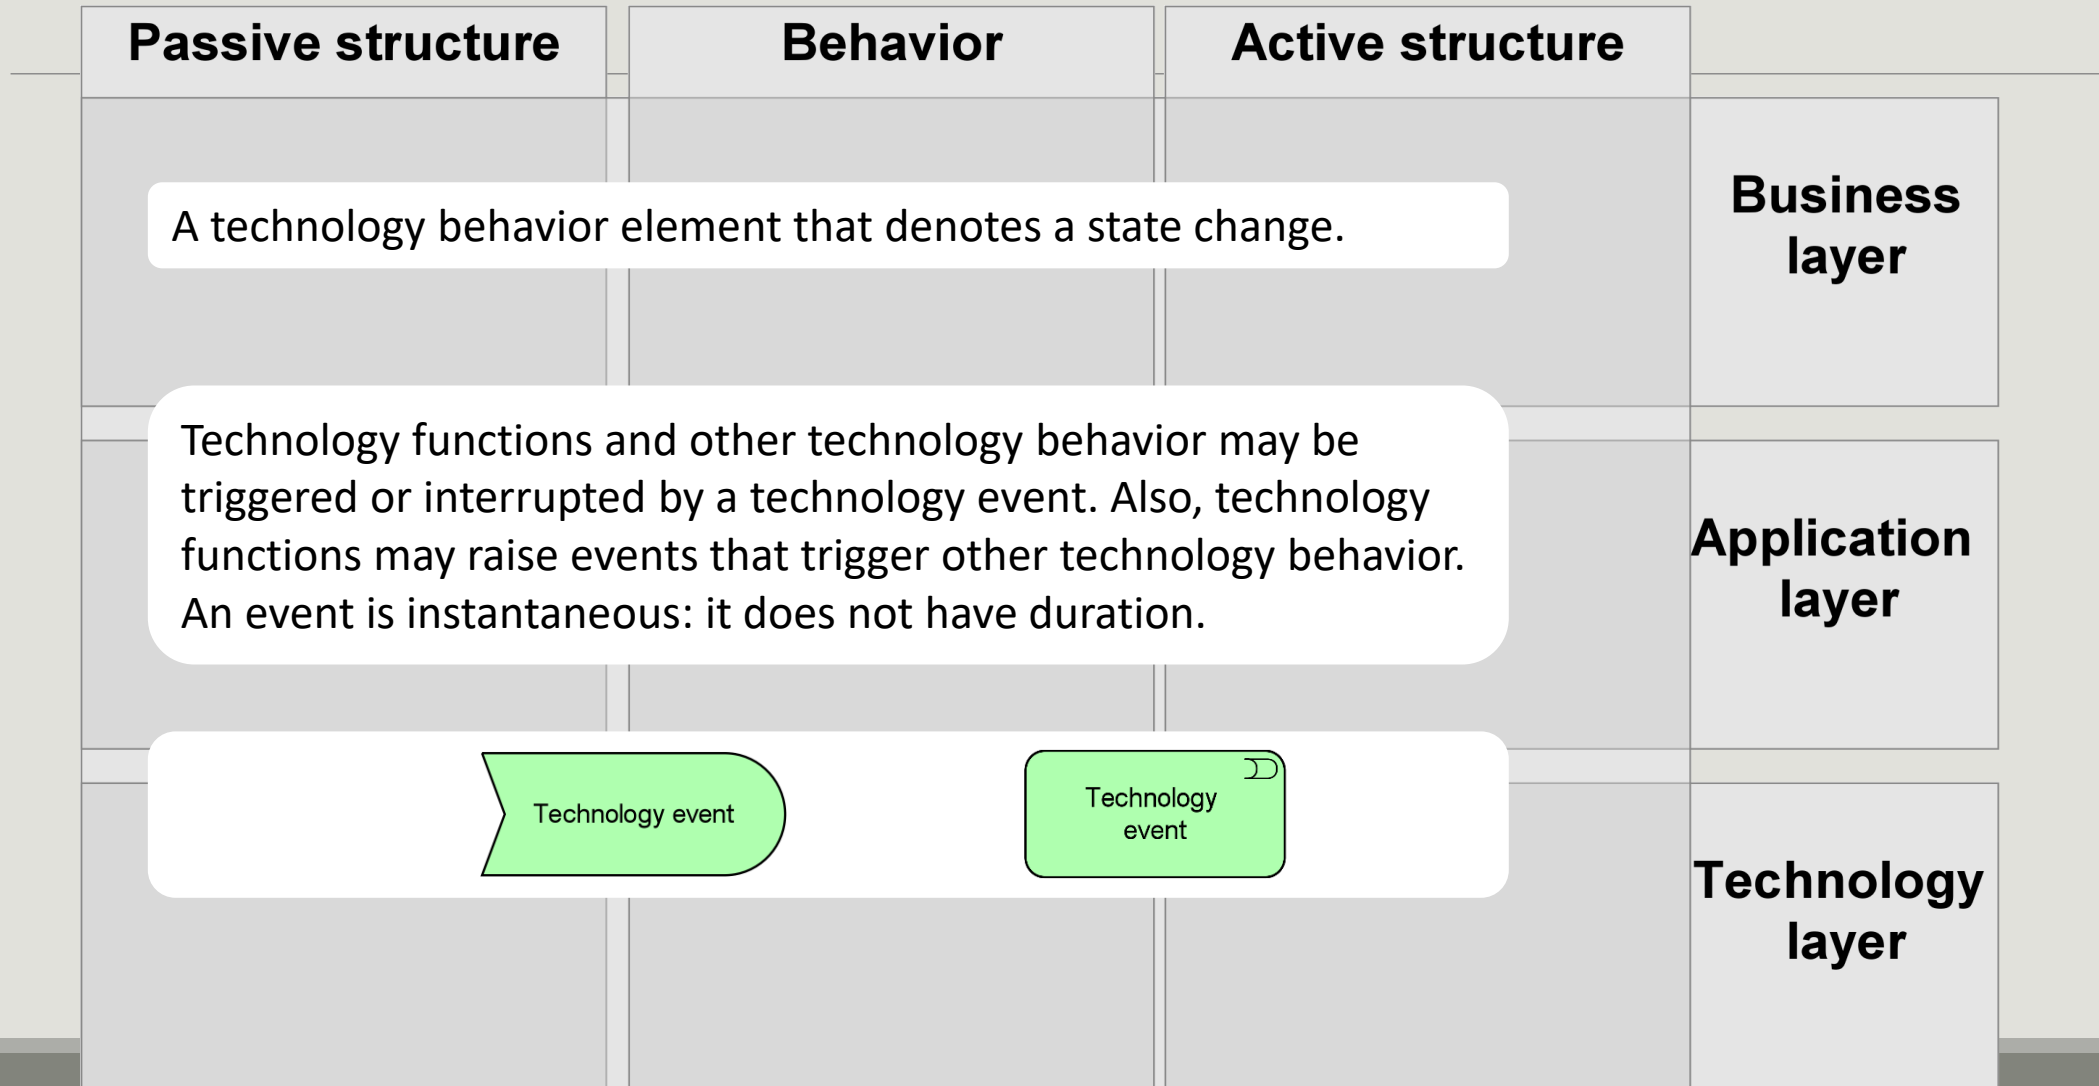 Passive structure
Behavior
Active structure
A technology behavior element that denotes a state change.
Business
layer
Technology functions and other technology behavior may be
triggered or interrupted by a technology event. Also, technology
functions may raise events that trigger other technology behavior.
An event is instantaneous: it does not have duration.
Application
layer
Technology event
Technology
event
Technology
layer